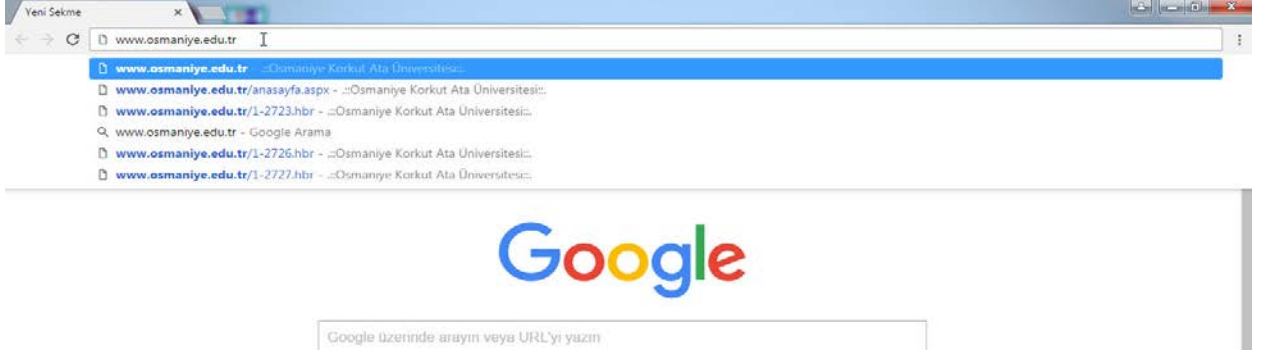 Yeni Sekme
www.osmaniye.edu.tr
www.osmaniye.edu.tr - .::Osmaniye Korkut Ata Üniversitesi::.
www.osmaniye.edu.tr/anasayfa.aspx - .::Osmaniye Korkut Ata Üniversitesi::.
www.osmaniye.edu.tr/1-2723.hbr - .::Osmaniye Korkut Ata Üniversitesi::.
www.osmaniye.edu.tr - Google Arama
www.osmaniye.edu.tr/1-2726.hbr - .::Osmaniye Korkut Ata Üniversitesi::.
www.osmaniye.edu.tr/1-2727.hbr - .::Osmaniye Korkut Ata Üniversitesi::.
Google
Google üzerinde arayın veya URL'yi yazın